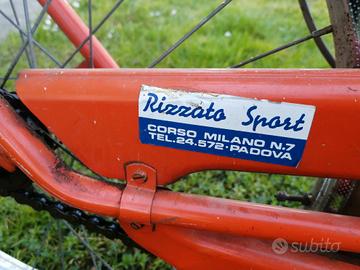 Rizzato Sport
CORSO MILANO N.7
TEL.24.572·PADOVA
subito